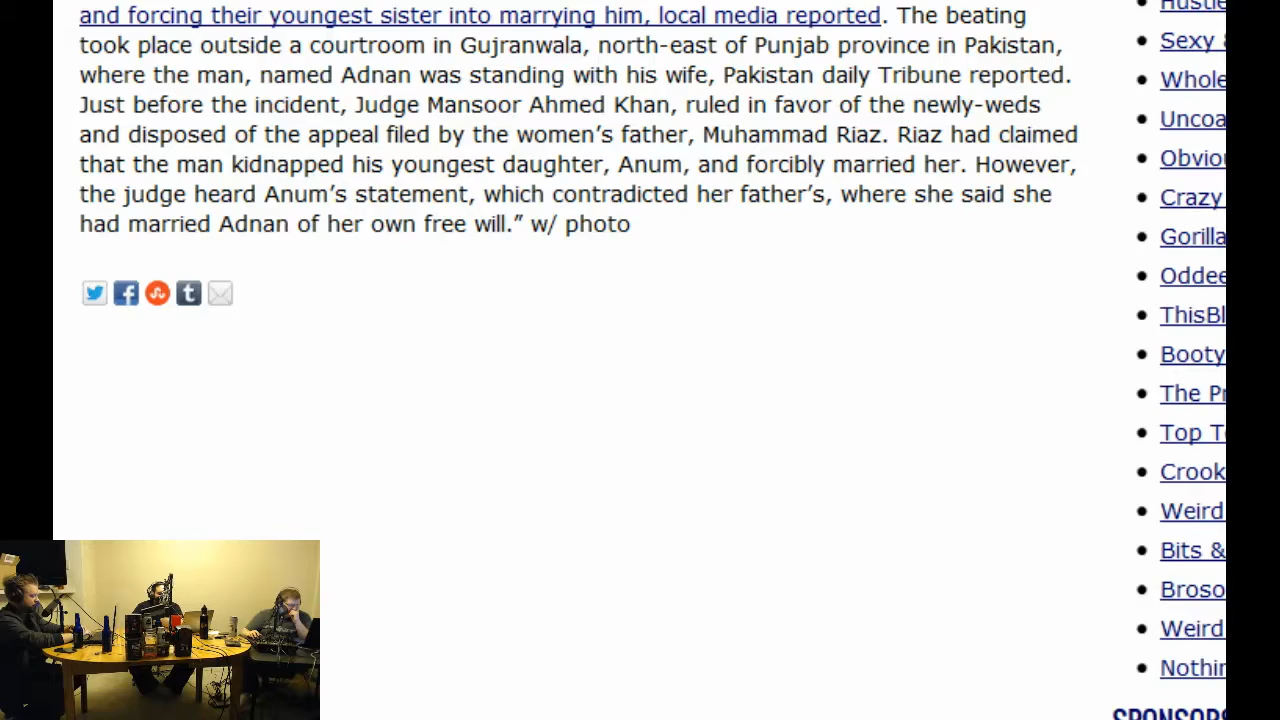 and forcing their youngest sister into marrying him, local media reported. The beating
took place outside a courtroom in Gujranwala, north-east of Punjab province in Pakistan,
where the man, named Adnan was standing with his wife, Pakistan daily Tribune reported.
Just before the incident, Judge Mansoor Ahmed Khan, ruled in favor of the newly-weds
and disposed of the appeal filed by the women's father, Muhammad Riaz. Riaz had claimed
that the man kidnapped his youngest daughter, Anum, and forcibly married her. However,
the judge heard Anum's statement, which contradicted her father's, where she said she
had married Adnan of her own free will.” w/ photo
Sexy
Whole
Uncoa
Obviou
Crazy
Gorilla
Oddee
ThisBl
Booty
The Pr
Top T
Crook
Weird
Bits &
Broso
Weird
Nothin
SPONSORS